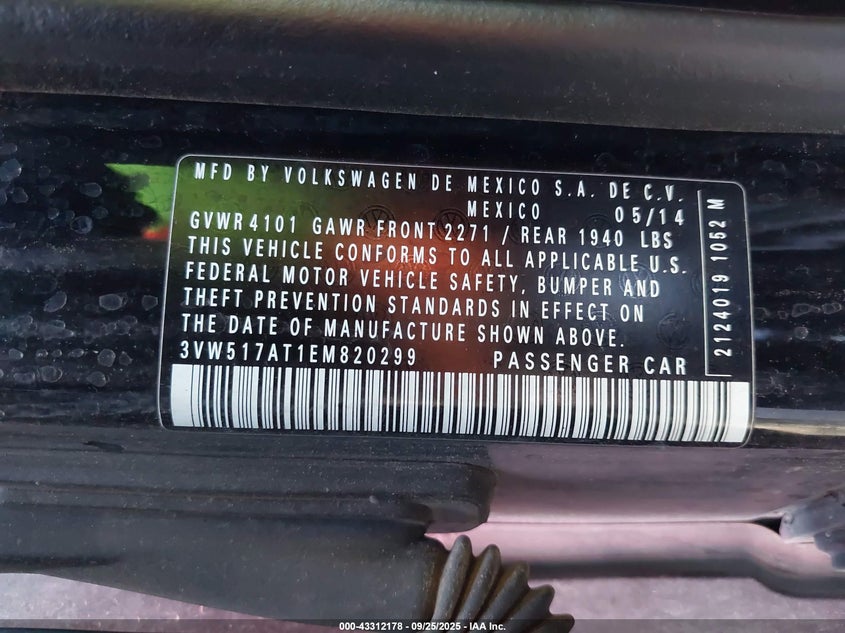 MFD BY VOLKSWAGEN DE MEXICO S.A. DE C.V.
MEXICO 05/14
GVWR 4101 GAWR FRONT 2271 / REAR 1940 LBS
THIS VEHICLE CONFORMS TO ALL APPLICABLE U.S.
FEDERAL MOTOR VEHICLE SAFETY, BUMPER AND
THEFT PREVENTION STANDARDS IN EFFECT ON
THE DATE OF MANUFACTURE SHOWN ABOVE.
3VW517AT1EM820299 PASSENGER CAR
2124019 1052 M
000-43312178 - 09/25/2025 - IAA Inc.